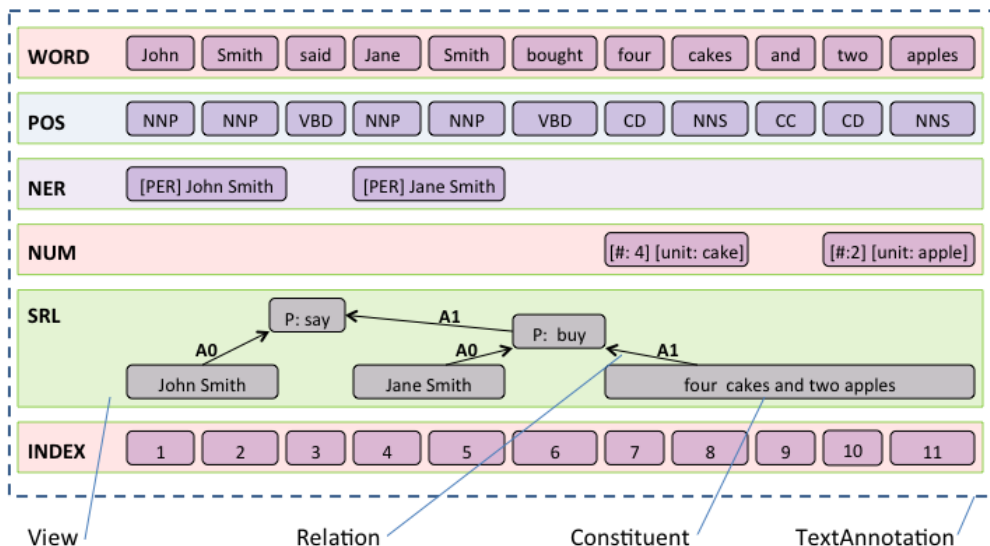 WORD John Smith said Jane Smith bought four cakes and two apples
POS NNP NNP VBD NNP NNP VBD CD NNS CC CD NNS
NER [PER] John Smith [PER] Jane Smith
NUM [#: 4] [unit: cake] [#:2] [unit: apple]
SRL P: say A1 P: buy
A0 A0 A1
John Smith Jane Smith four cakes and two apples
INDEX 1 2 3 4 5 6 7 8 9 10 11
View Relation Constituent TextAnnotation